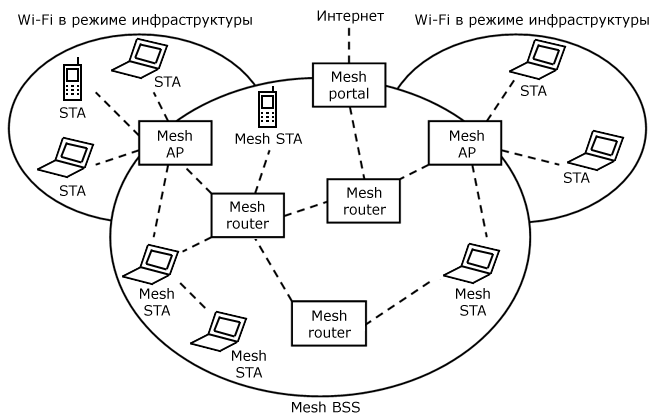 Интернет
Wi-Fi в режиме инфраструктуры
Wi-Fi в режиме инфраструктуры
STA
STA
STA
Mesh
AP
Mesh STA
Mesh
portal
Mesh
AP
STA
STA
Mesh
router
Mesh
router
Mesh
STA
Mesh
STA
Mesh
router
Mesh
STA
Mesh BSS